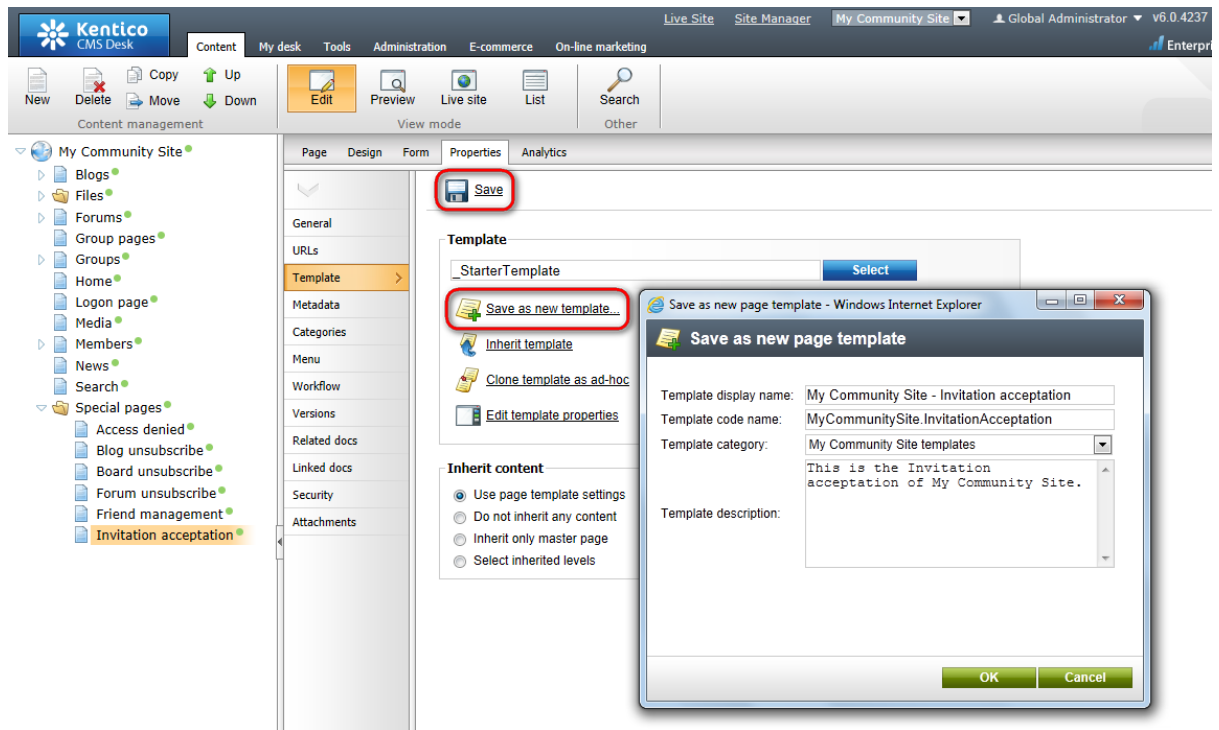 Kentico
CMS Desk
Live Site Site Manager My Community Site Global Administrator v6.0.4237
Content My desk Tools Administration E-commerce On-line marketing
Enterpri
New Delete Copy Move Up Down
Content management
Edit Preview Live site List
View mode
Search
Other
My Community Site
Blogs
Files
Forums
Group pages
Groups
Home
Logon page
Media
Members
News
Search
Special pages
Access denied
Blog unsubscribe
Board unsubscribe
Forum unsubscribe
Friend management
Invitation acceptation
Page Design Form Properties Analytics
General
URLs
Template >
Metadata
Categories
Menu
Workflow
Versions
Related docs
Linked docs
Security
Attachments
Save
Template
_StarterTemplate Select
Save as new template...
Inherit template
Clone template as ad-hoc
Edit template properties
Inherit content
Use page template settings
Do not inherit any content
Inherit only master page
Select inherited levels
Save as new page template - Windows Internet Explorer
Save as new page template
Template display name: My Community Site - Invitation acceptation
Template code name: MyCommunitySite.InvitationAcceptation
Template category: My Community Site templates
This is the Invitation
acceptation of My Community Site.
Template description:
OK Cancel